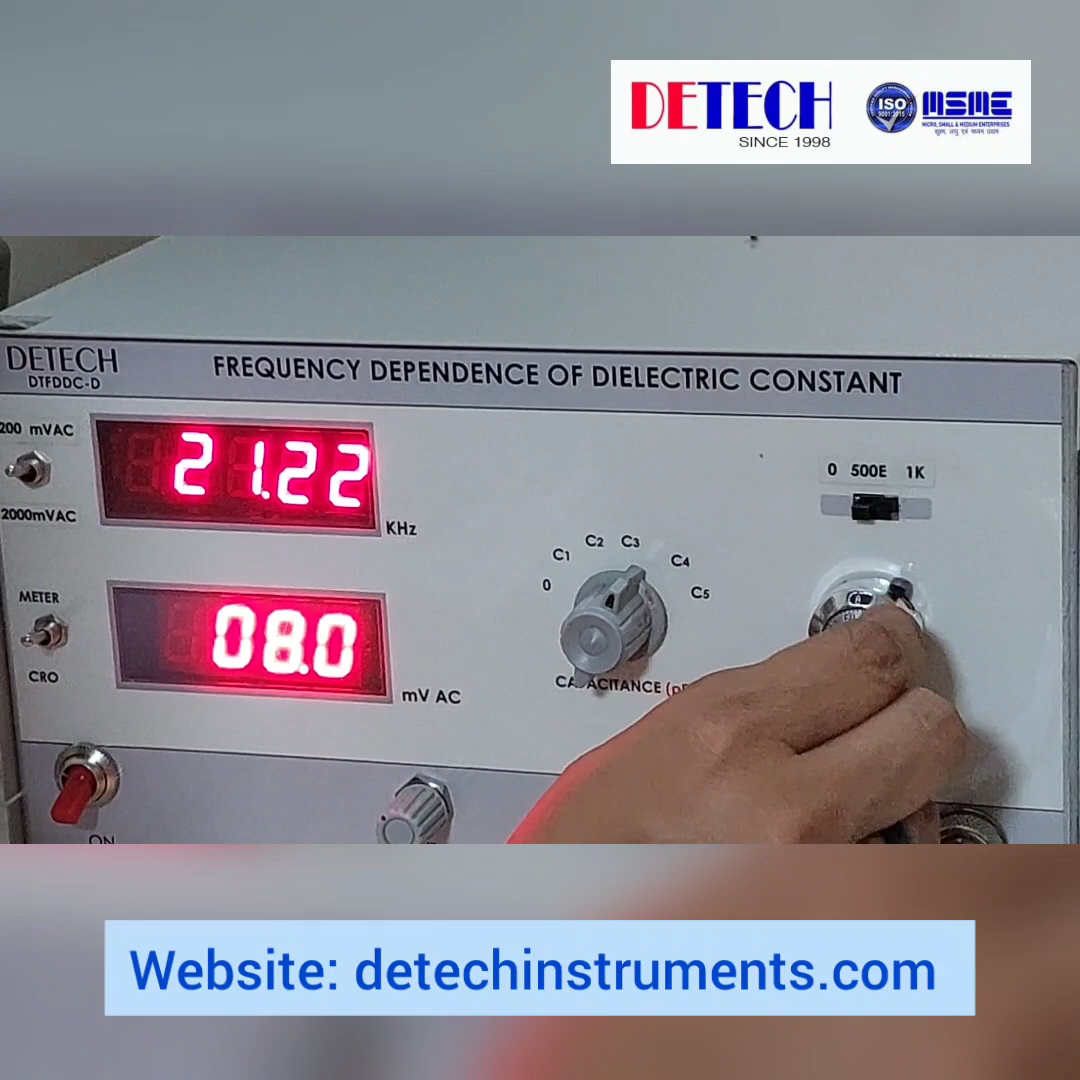 DETECH
SINCE 1998
ISO
9001:2015
MSME
MICRO, SMALL & MEDIUM ENTERPRISES
सूक्ष्म, लघु एवं मध्यम उद्यम
DETECH
DTFDDC-D
FREQUENCY DEPENDENCE OF DIELECTRIC CONSTANT
200 mVAC
2000mVAC
21.22
KHz
0 500E 1K
C1 C2 C3 C4 C5
0
METER
CRO
08.0
mV AC
CAPACITANCE
ON
Website: detechinstruments.com